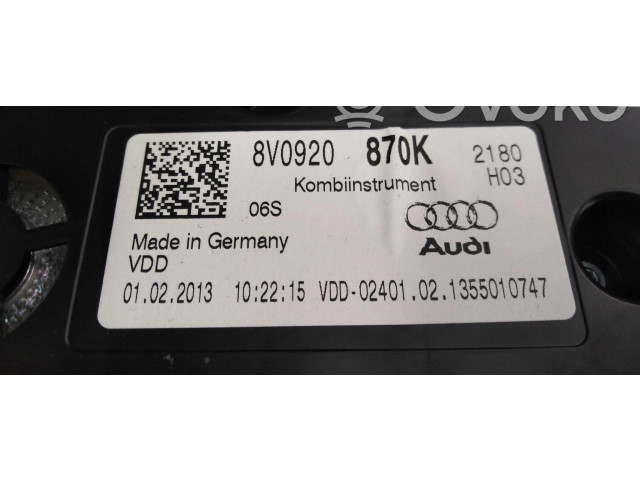 8V0920 870K 2180
Kombiinstrument H03
06S
Audi
Made in Germany
VDD
01.02.2013 10:22:15 VDD-02401.02.1355010747